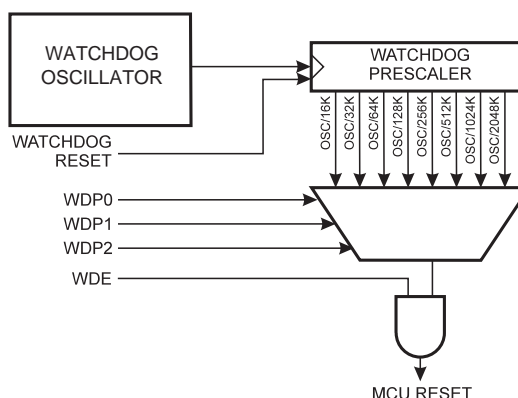 WATCHDOG
OSCILLATOR
WATCHDOG
PRESCALER
WATCHDOG
RESET
OSC/16K
OSC/32K
OSC/64K
OSC/128K
OSC/256K
OSC/512K
OSC/1024K
OSC/2048K
WDP0
WDP1
WDP2
WDE
MCU RESET